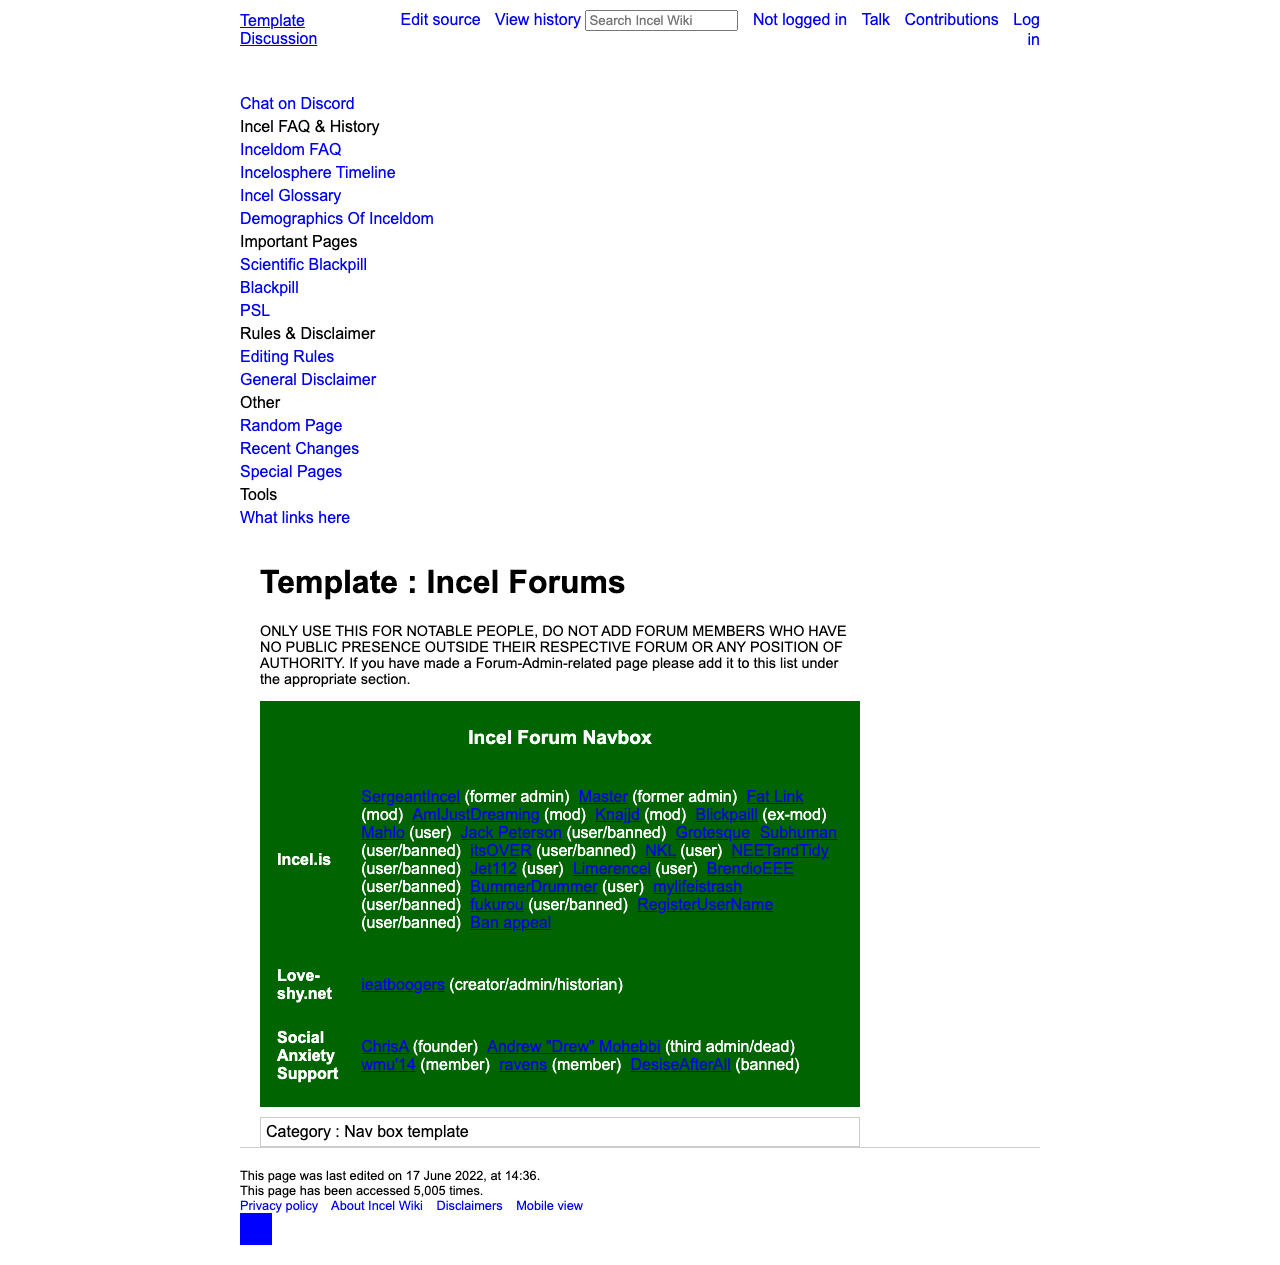 Template
Discussion
Edit source View history Search Incel Wiki Not logged in Talk Contributions Log in
Chat on Discord
Incel FAQ & History
Inceldom FAQ
Incelosphere Timeline
Incel Glossary
Demographics Of Inceldom
Important Pages
Scientific Blackpill
Blackpill
PSL
Rules & Disclaimer
Editing Rules
General Disclaimer
Other
Random Page
Recent Changes
Special Pages
Tools
What links here
Template : Incel Forums
ONLY USE THIS FOR NOTABLE PEOPLE, DO NOT ADD FORUM MEMBERS WHO HAVE
NO PUBLIC PRESENCE OUTSIDE THEIR RESPECTIVE FORUM OR ANY POSITION OF
AUTHORITY. If you have made a Forum-Admin-related page please add it to this list under
the appropriate section.
Incel Forum Navbox
Incel.is
SergeantIncel (former admin) Master (former admin) Fat Link
(mod) AmIJustDreaming (mod) Knajjd (mod) Blickpaill (ex-mod)
Mahlo (user) Jack Peterson (user/banned) Grotesque Subhuman
(user/banned) itsOVER (user/banned) NKL (user) NEETandTidy
(user/banned) Jet112 (user) Limerencel (user) BrendioEEE
(user/banned) BummerDrummer (user) mylifeistrash
(user/banned) fukurou (user/banned) RegisterUserName
(user/banned) Ban appeal
Love-
shy.net
ieatboogers (creator/admin/historian)
Social
Anxiety
Support
ChrisA (founder) Andrew "Drew" Mohebbi (third admin/dead)
wmu'14 (member) ravens (member) DesiseAfterAll (banned)
Category : Nav box template
This page was last edited on 17 June 2022, at 14:36.
This page has been accessed 5,005 times.
Privacy policy About Incel Wiki Disclaimers Mobile view